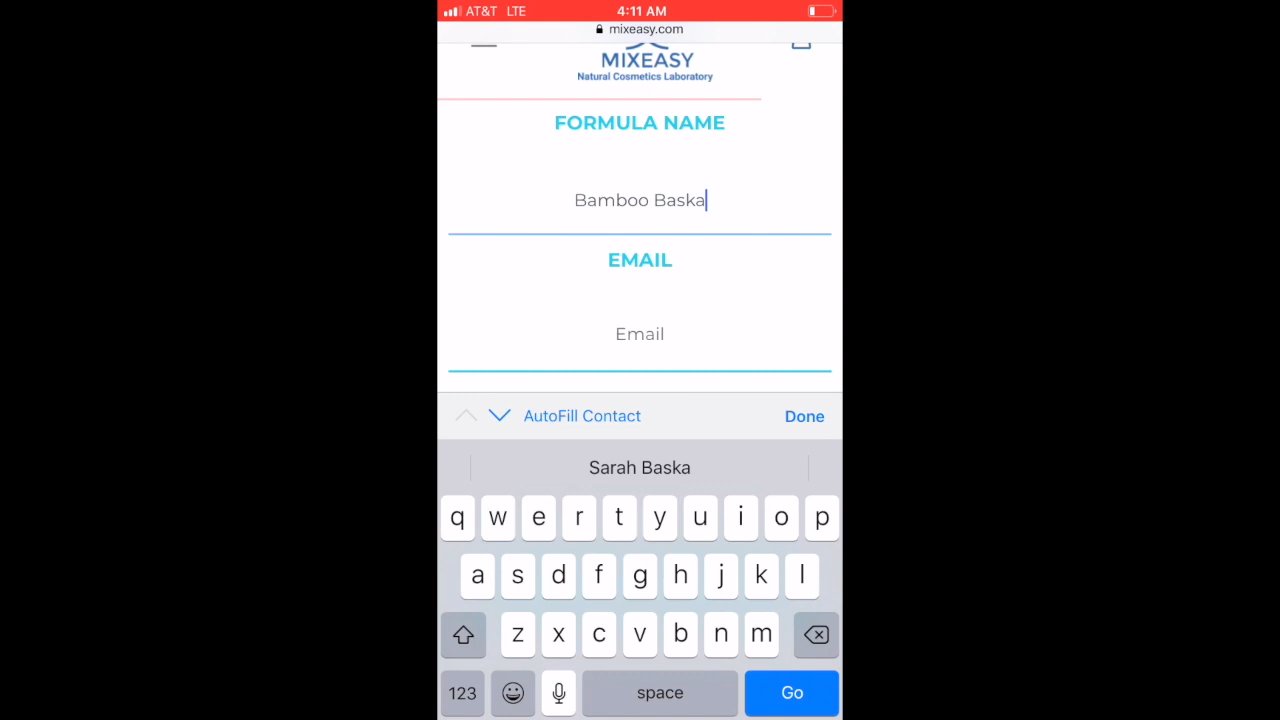 AT&T LTE 4:11 AM
mixeasy.com
MIXEASY
Natural Cosmetics Laboratory
FORMULA NAME
Bamboo Baska
EMAIL
Email
AutoFill Contact Done
Sarah Baska
q w e r t y u i o p
a s d f g h j k l
z x c v b n m
123 space Go